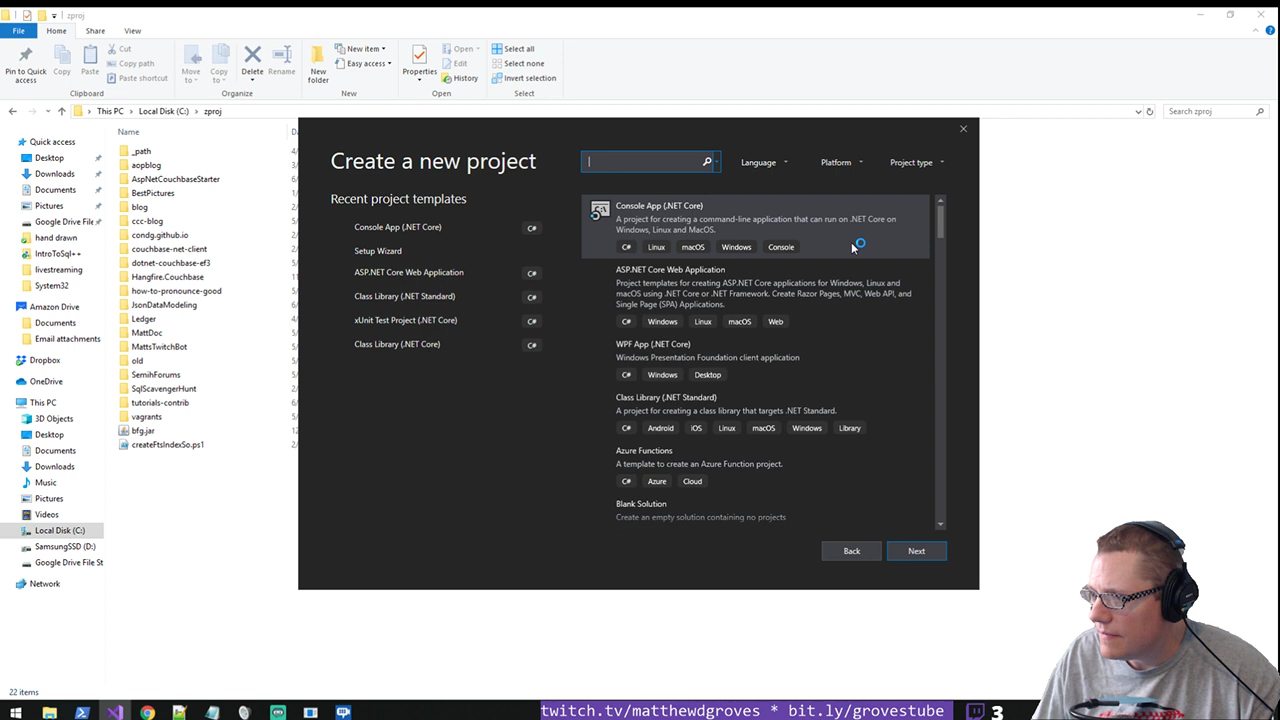 zproj
File
Home
Share
View
Pin to Quick access
Copy
Paste
Cut
Copy path
Paste shortcut
Clipboard
Move to
Copy to
Delete
Rename
Organize
New folder
New item
Easy access
New
Properties
Open
Edit
History
Open
Select all
Select none
Invert selection
Select
This PC
Local Disk (C:)
zproj
Search zproj
Quick access
Desktop
Downloads
Documents
Pictures
Google Drive File
hand drawn
IntroToSql++
livestreaming
System32
Amazon Drive
Documents
Email attachments
Dropbox
OneDrive
This PC
3D Objects
Desktop
Documents
Downloads
Music
Pictures
Videos
Local Disk (C:)
SamsungSSD (D:)
Google Drive File St
Network
Name
_path
aopblog
AspNetCouchbaseStarter
BestPictures
blog
ccc-blog
condg.github.io
couchbase-net-client
dotnet-couchbase-ef3
Hangfire.Couchbase
how-to-pronounce-good
JsonDataModeling
Ledger
MattDoc
MattsTwitchBot
old
SemihForums
SqlScavengerHunt
tutorials-contrib
vagrants
bfg.jar
createFtsIndexSo.ps1
22 items
Create a new project
Language
Platform
Project type
Recent project templates
Console App (.NET Core) C#
Setup Wizard
ASP.NET Core Web Application C#
Class Library (.NET Standard) C#
xUnit Test Project (.NET Core) C#
Class Library (.NET Core) C#
Console App (.NET Core)
A project for creating a command-line application that can run on .NET Core on
Windows, Linux and MacOS.
C# Linux macOS Windows Console
ASP.NET Core Web Application
Project templates for creating ASP.NET Core applications for Windows, Linux and
macOS using .NET Core or .NET Framework. Create Razor Pages, MVC, Web API, and
Single Page (SPA) Applications.
C# Windows Linux macOS Web
WPF App (.NET Core)
Windows Presentation Foundation client application
C# Windows Desktop
Class Library (.NET Standard)
A project for creating a class library that targets .NET Standard.
C# Android iOS Linux macOS Windows Library
Azure Functions
A template to create an Azure Function project.
C# Azure Cloud
Blank Solution
Create an empty solution containing no projects
Back
Next
twitch.tv/matthewdgroves * bit.ly/grovestube
3